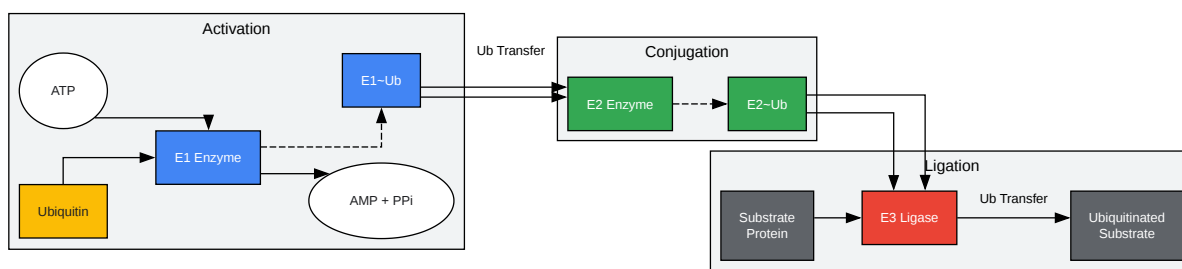 Activation
ATP
Ubiquitin
E1 Enzyme
E1~Ub
AMP + PPi
Ub Transfer
Conjugation
E2 Enzyme
E2~Ub
Ligation
Substrate
Protein
E3 Ligase
Ub Transfer
Ubiquitinated
Substrate